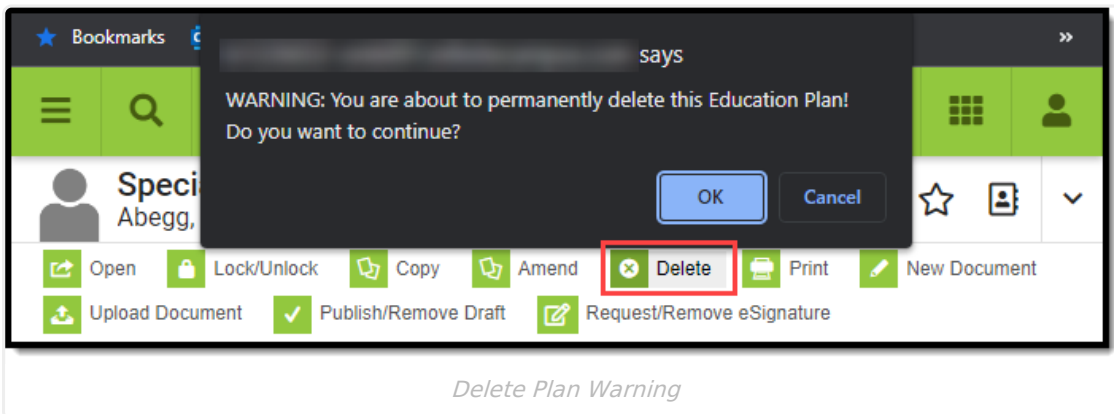 Bookmarks
says
WARNING: You are about to permanently delete this Education Plan!
Do you want to continue?
OK Cancel
Abegg,
Open Lock/Unlock Copy Amend Delete Print New Document
Upload Document Publish/Remove Draft Request/Remove eSignature
Delete Plan Warning